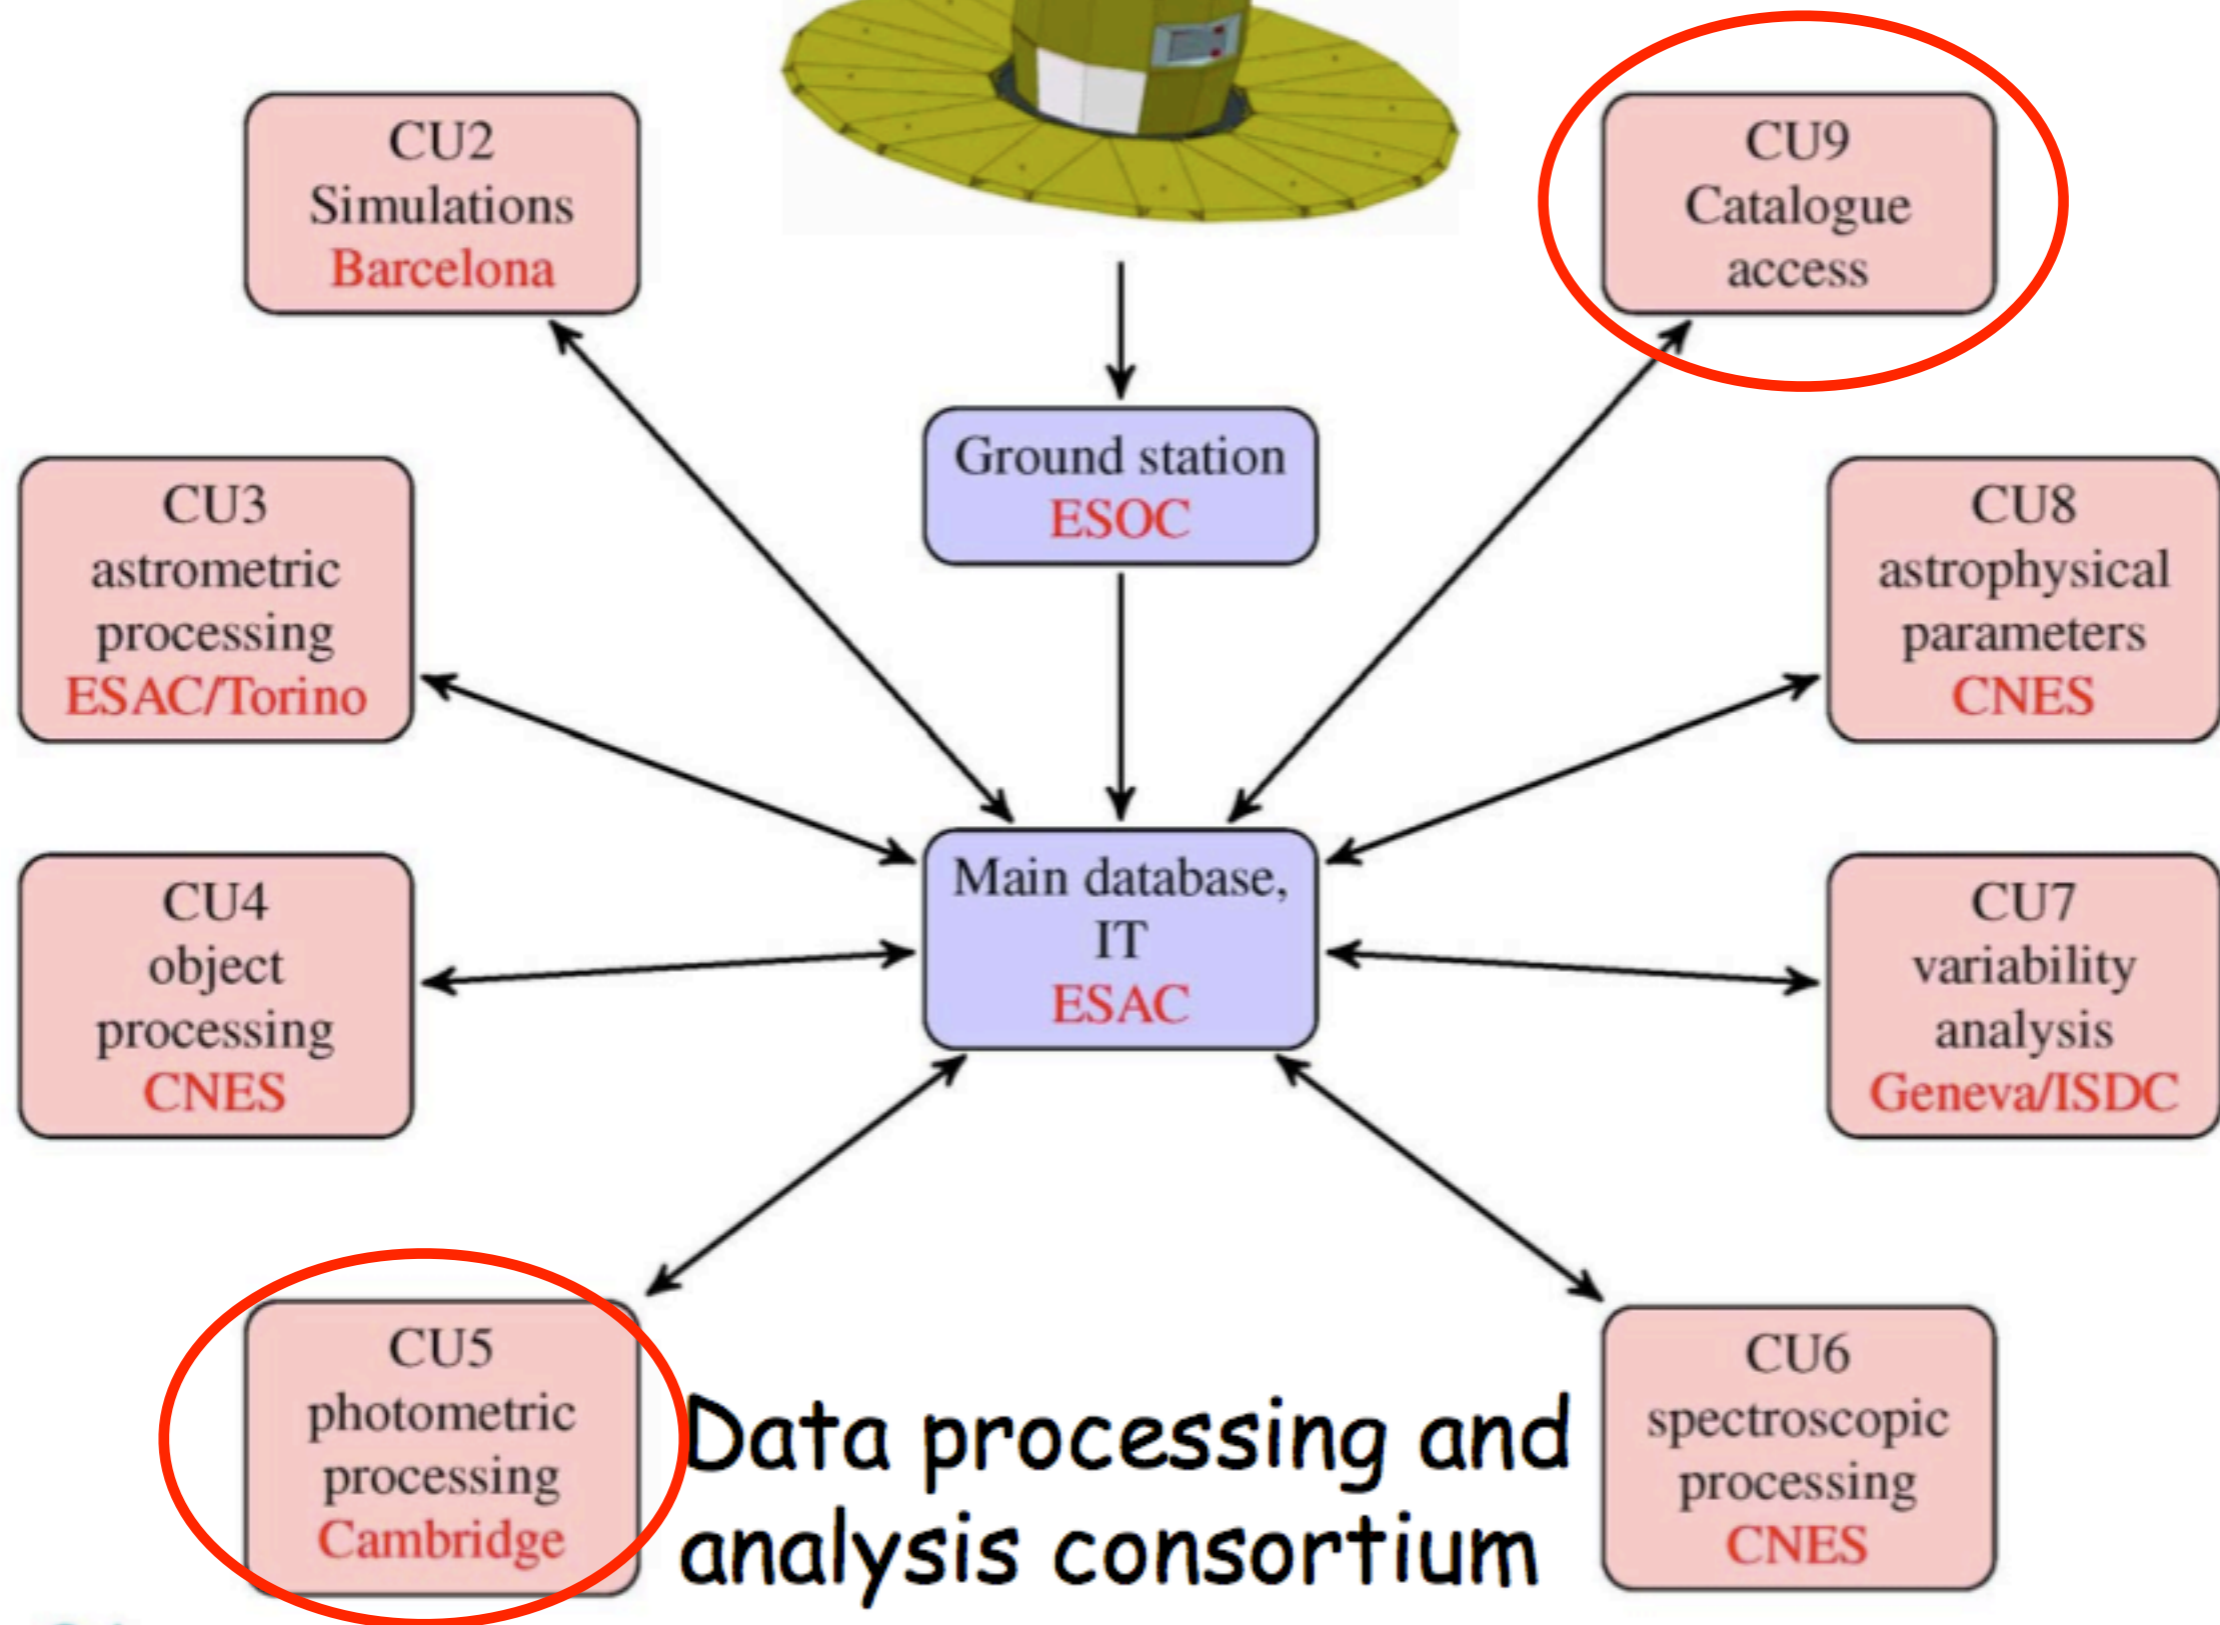 CU2
Simulations
Barcelona
CU9
Catalogue
access
Ground station
ESOC
CU3
astrometric
processing
ESAC/Torino
CU8
astrophysical
parameters
CNES
Main database,
IT
ESAC
CU4
object
processing
CNES
CU7
variability
analysis
Geneva/ISDC
CU5
photometric
processing
Cambridge
CU6
spectroscopic
processing
CNES
Data processing and
analysis consortium